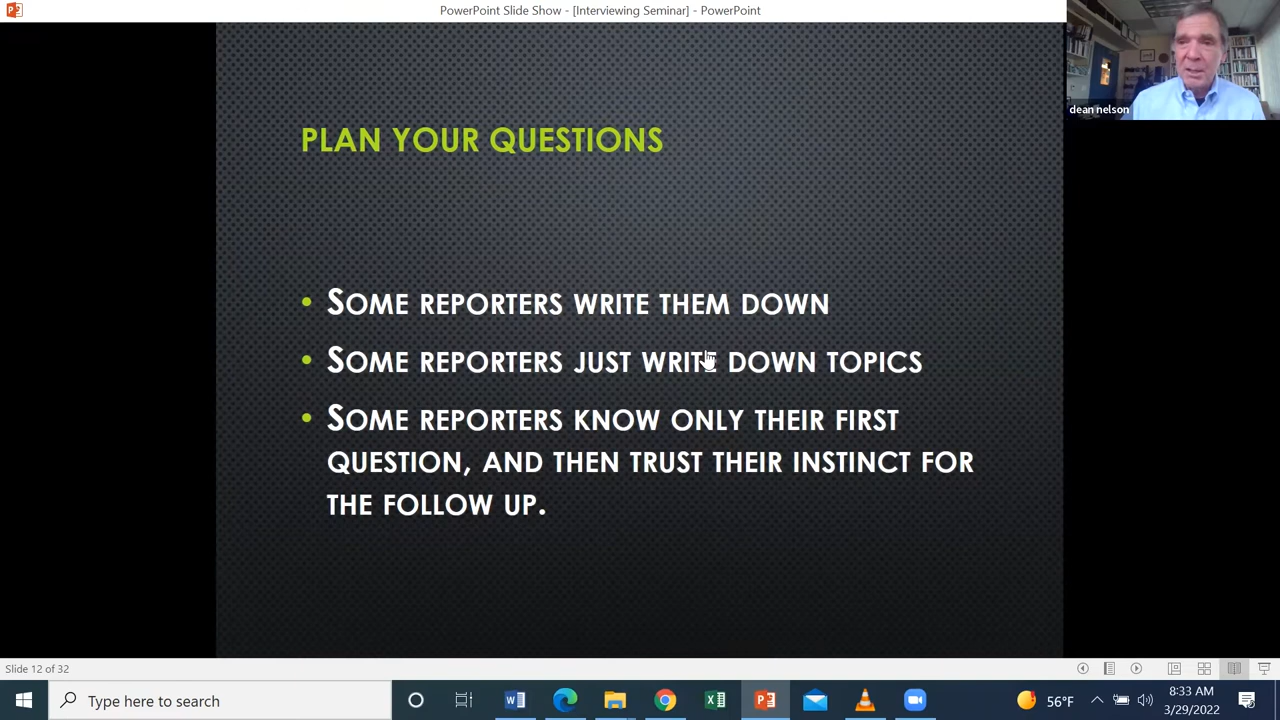 PowerPoint Slide Show - [Interviewing Seminar] - PowerPoint
dean nelson
PLAN YOUR QUESTIONS
• SOME REPORTERS WRITE THEM DOWN
• SOME REPORTERS JUST WRITE DOWN TOPICS
• SOME REPORTERS KNOW ONLY THEIR FIRST
QUESTION, AND THEN TRUST THEIR INSTINCT FOR
THE FOLLOW UP.
Slide 12 of 32
Type here to search
56°F
8:33 AM
3/29/2022